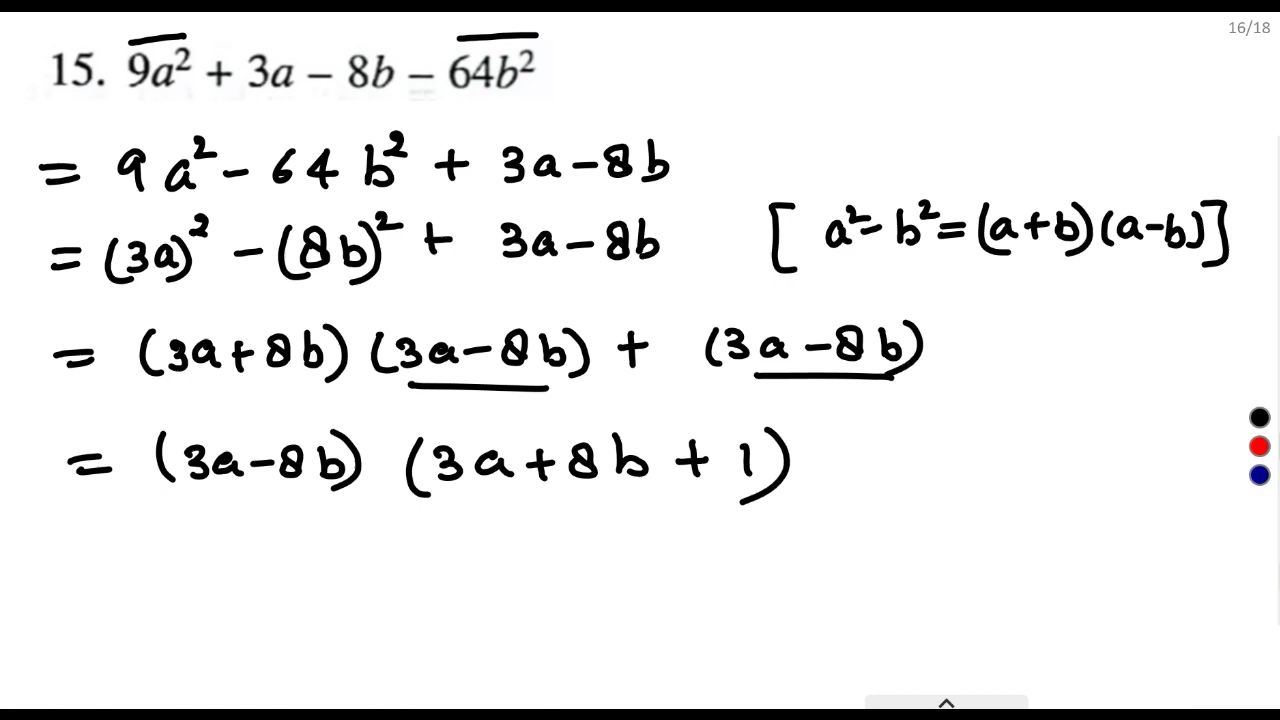 16/18
15. 9a² + 3a – 8b – 64b²
= 9a² - 64b² + 3a - 8b
= (3a)² - (8b)² + 3a - 8b [a² - b² = (a+b)(a-b)]
= (3a+8b)(3a-8b) + (3a-8b)
= (3a-8b)(3a+8b+1)